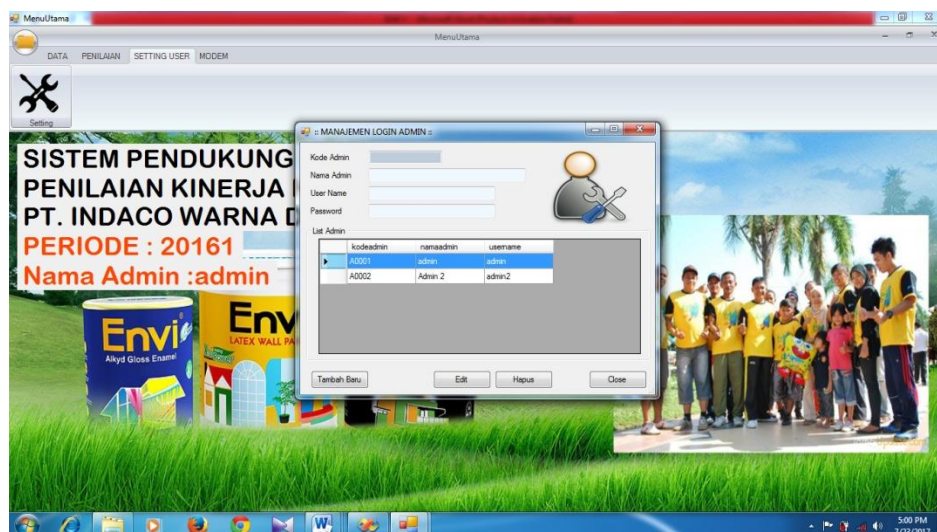 MenuUtama
MenuUtama
DATA PENILAIAN SETTING USER MODEM
Setting
SISTEM PENDUKUNG
PENILAIAN KINERJA
PT. INDACO WARNA D
PERIODE : 20161
Nama Admin :admin
Envi
Alkyd Gloss Enamel
Env
LATEX WALL PA
:: MANAJEMEN LOGIN ADMIN ::
Kode Admin
Nama Admin
User Name
Password
List Admin
kodeadmin namaadmin username
A0001 admin admin
A0002 Admin 2 admin2
Tambah Baru Edit Hapus Close
5:00 PM
7/23/2017